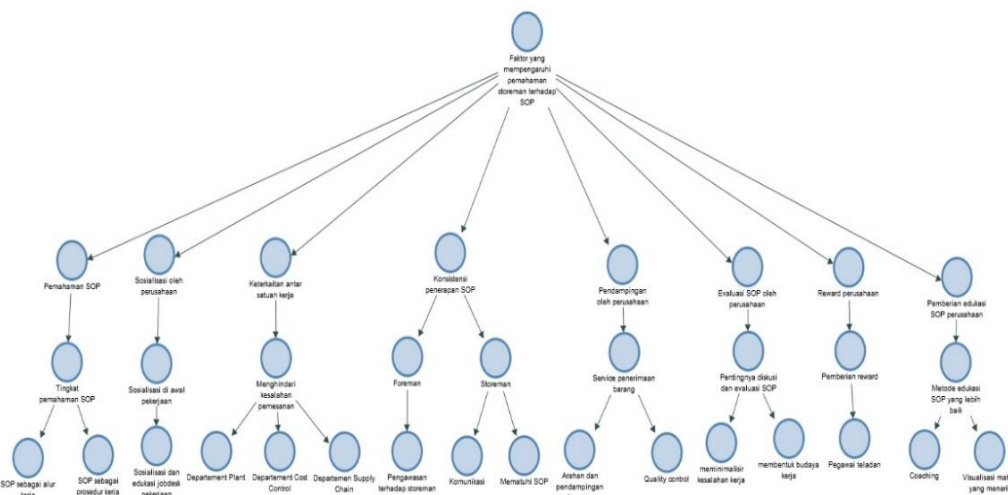 Faktor yang
mempengaruhi
pemahaman
storeman terhadap
SOP
Pemahaman SOP
Sosialisasi oleh
perusahaan
Keterkaitan antar
satuan kerja
Konsistensi
penerapan SOP
Pendampingan
oleh perusahaan
Evaluasi SOP oleh
perusahaan
Reward perusahaan
Pemberian edukasi
SOP perusahaan
Tingkat
pemahaman SOP
Sosialisasi di awal
pekerjaan
Menghindari
kesalahan
pemesanan
Foreman
Storeman
Service penerimaan
barang
Pentingnya diskusi
dan evaluasi SOP
Pemberian reward
Metode edukasi
SOP yang lebih
baik
SOP sebagai alur
SOP sebagai
prosedur kerja
Sosialisasi dan
edukasi jobdesk
pekerjaan
Departement Plant
Departement Cost
Control
Departemen Supply
Chain
Pengawasan
terhadap storeman
Komunikasi
Mematuhi SOP
Arahan dan
pendampingan
Quality control
meminimalisir
kesalahan kerja
membentuk budaya
kerja
Pegawai teladan
Coaching
Visualisasi
yang